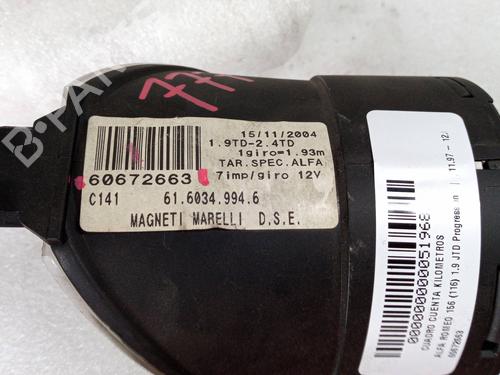 777
15/11/2004
1.9TD-2.4TD
1giro=1.93m
TAR.SPEC.ALFA
60672663 7imp/giro 12V
C141 61.6034.994.6
MAGNETI MARELLI D.S.E.
0000000000051968
CUADRO CUENTA KILOMETROS
ALFA ROMEO 156 (116) 1.9 JTD Progression | 11.97 - 12.
60672663
B-PARTS